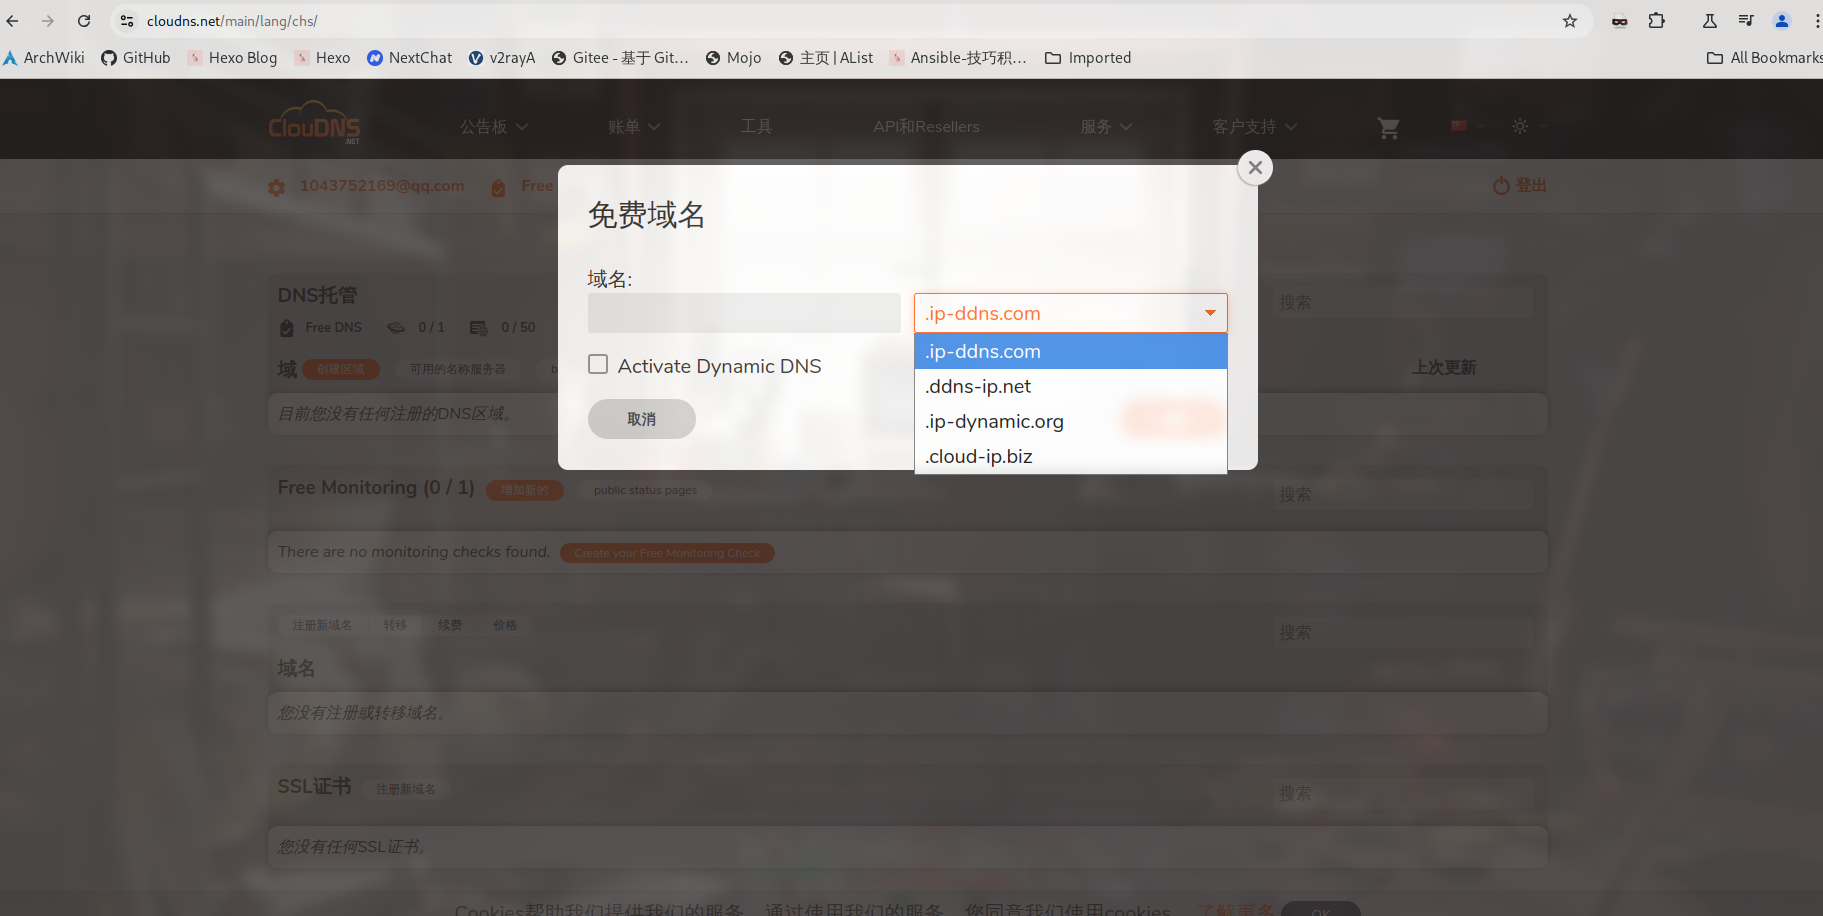 cloudns.net/main/lang/chs/
ArchWiki GitHub Hexo Blog Hexo NextChat v2rayA Gitee - 基于 Git… Mojo 主页 | AList Ansible-技巧积… Imported All Bookmarks
ClouDNS .NET 公告板 账单 工具 API和Resellers 服务 客户支持
1043752169@qq.com Free 登出
免费域名
域名:
.ip-ddns.com
.ip-ddns.com
.ddns-ip.net
.ip-dynamic.org
.cloud-ip.biz
Activate Dynamic DNS
取消
DNS托管 搜索
Free DNS 0 / 1 0 / 50
域 创建区域 可用的名称服务器 b 上次更新
目前您没有任何注册的DNS区域。
Free Monitoring (0 / 1) 增加新的 public status pages 搜索
There are no monitoring checks found. Create your Free Monitoring Check
注册新域名 转移 续费 价格 搜索
域名
您没有注册或转移域名。
SSL证书 注册新域名 搜索
您没有任何SSL证书。
Cookies帮助我们提供我们的服务。通过使用我们的服务，您同意我们使用cookies。 了解更多 OK